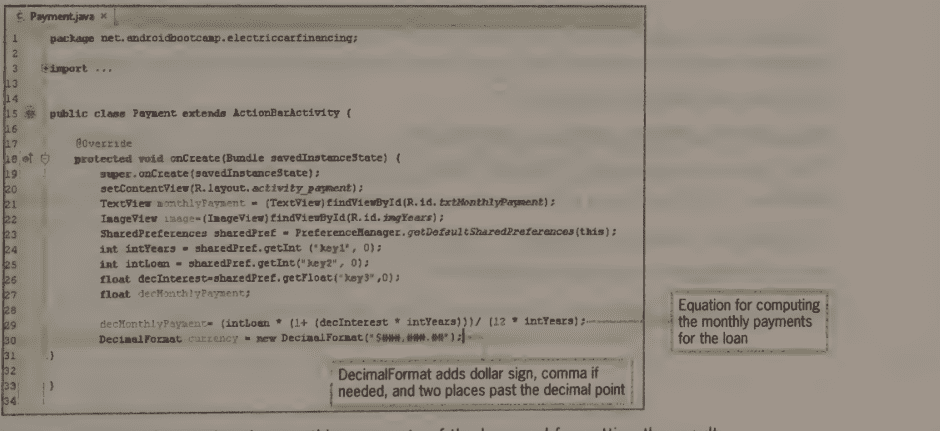 Payment.java ×
1 package net.androidbootcamp.electriccarfinancing;
2
3 import ...
13
14
15 public class Payment extends ActionBarActivity {
16
17 @Override
18 protected void onCreate(Bundle savedInstanceState) {
19 super.onCreate(savedInstanceState);
20 setContentView(R.layout.activity_payment);
21 TextView monthlyPayment = (TextView)findViewById(R.id.txtMonthlyPayment);
22 ImageView image=(ImageView)findViewById(R.id.imgYears);
23 SharedPreferences sharedPref = PreferenceManager.getDefaultSharedPreferences(this);
24 int intYears = sharedPref.getInt ("key1", 0);
25 int intLoan = sharedPref.getInt("key2", 0);
26 float decInterest=sharedPref.getFloat("key3",0);
27 float decMonthlyPayment;
28
29 decMonthlyPayment= (intLoan * (1+ (decInterest * intYears)))/ (12 * intYears);
30 DecimalFormat currency = new DecimalFormat("$###,###.##");
31 }
32
33 }
34
Equation for computing
the monthly payments
for the loan
DecimalFormat adds dollar sign, comma if
needed, and two places past the decimal point